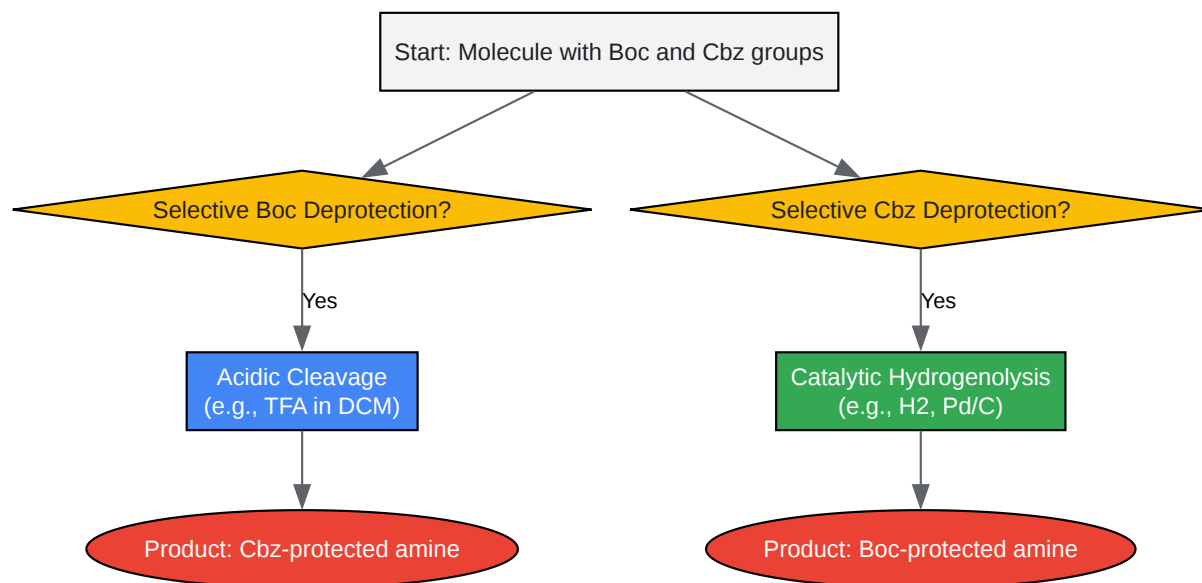 Start: Molecule with Boc and Cbz groups
Selective Boc Deprotection?
Selective Cbz Deprotection?
Yes
Yes
Acidic Cleavage
(e.g., TFA in DCM)
Catalytic Hydrogenolysis
(e.g., H2, Pd/C)
Product: Cbz-protected amine
Product: Boc-protected amine